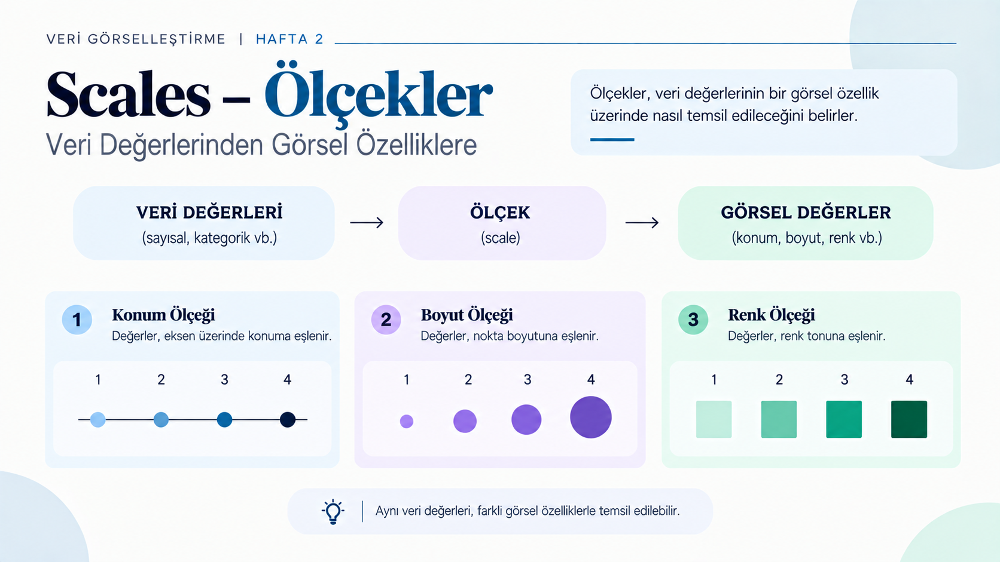 VERİ GÖRSELLEŞTİRME | HAFTA 2
Scales – Ölçekler
Veri Değerlerinden Görsel Özelliklere
Ölçekler, veri değerlerinin bir görsel özellik
üzerinde nasıl temsil edileceğini belirler.
VERİ DEĞERLERİ
(sayısal, kategorik vb.)
ÖLÇEK
(scale)
GÖRSEL DEĞERLER
(konum, boyut, renk vb.)
1
Konum Ölçeği
Değerler, eksen üzerinde konuma eşlenir.
1 2 3 4
2
Boyut Ölçeği
Değerler, nokta boyutuna eşlenir.
1 2 3 4
3
Renk Ölçeği
Değerler, renk tonuna eşlenir.
1 2 3 4
Aynı veri değerleri, farkli görsel özelliklerle temsil edilebilir.